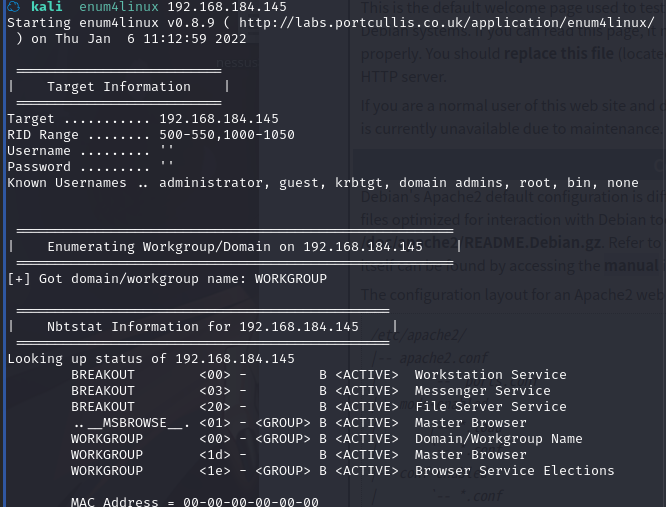 kali enum4linux 192.168.184.145
Starting enum4linux v0.8.9 ( http://labs.portcullis.co.uk/application/enum4linux/
 ) on Thu Jan  6 11:12:59 2022

 ==========================
|    Target Information    |
 ==========================
Target ........... 192.168.184.145
RID Range ........ 500-550,1000-1050
Username ......... ''
Password ......... ''
Known Usernames .. administrator, guest, krbtgt, domain admins, root, bin, none

 =======================================================
|    Enumerating Workgroup/Domain on 192.168.184.145    |
 =======================================================
[+] Got domain/workgroup name: WORKGROUP

 ===============================================
|    Nbtstat Information for 192.168.184.145    |
 ===============================================
Looking up status of 192.168.184.145
        BREAKOUT        <00> -         B <ACTIVE>  Workstation Service
        BREAKOUT        <03> -         B <ACTIVE>  Messenger Service
        BREAKOUT        <20> -         B <ACTIVE>  File Server Service
        ..__MSBROWSE__. <01> - <GROUP> B <ACTIVE>  Master Browser
        WORKGROUP       <00> - <GROUP> B <ACTIVE>  Domain/Workgroup Name
        WORKGROUP       <1d> -         B <ACTIVE>  Master Browser
        WORKGROUP       <1e> - <GROUP> B <ACTIVE>  Browser Service Elections

        MAC Address = 00-00-00-00-00-00
This is the default welcome page used to test
Debian systems. If you can read this page, it
properly. You should replace this file (locate
HTTP server.
If you are a normal user of this web site and
is currently unavailable due to maintenance.
Debian's Apache2 default configuration is
files optimized for interaction with Debian
README.Debian.gz. Refer to
itself can be found by accessing the manual
The configuration layout for an Apache2 web
/etc/apache2/
|-- apache2.conf
`-- *.conf